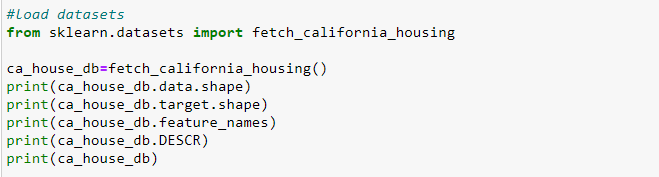 #load datasets
from sklearn.datasets import fetch_california_housing
ca_house_db=fetch_california_housing()
print(ca_house_db.data.shape)
print(ca_house_db.target.shape)
print(ca_house_db.feature_names)
print(ca_house_db.DESCR)
print(ca_house_db)